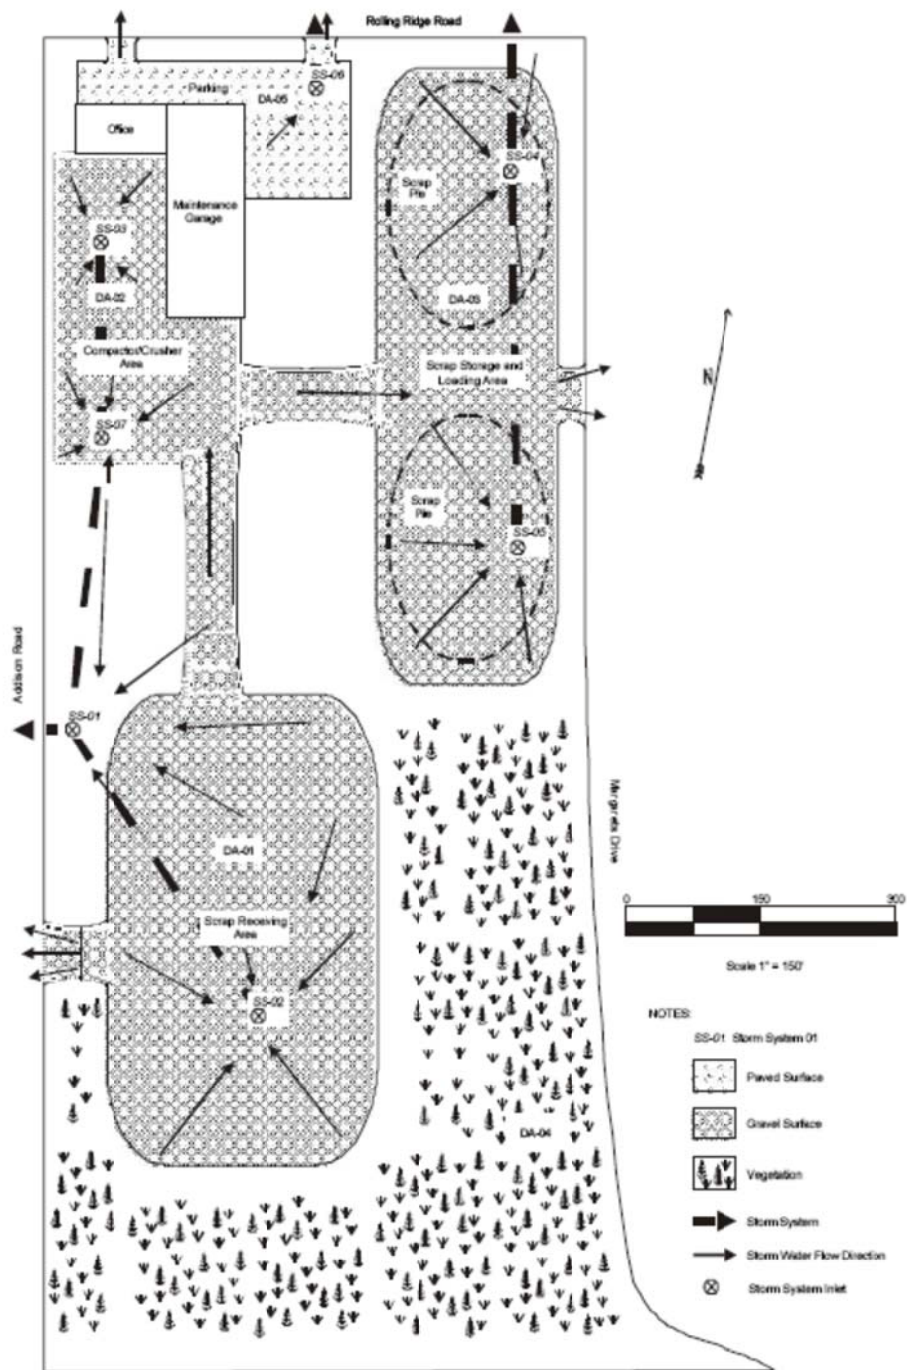 Rolling Ridge Road
SS-06
Parking
DA-05
Office
SS-04
Scrap
Pile
Maintenance
Garage
SS-03
DA-02
DA-03
Compactor/Crusher
Area
Scrap Storage and
Loading Area
N
SS-07
Scrap
Pile
SS-05
Addison Road
SS-01
Drive
DA-01
0 150 300
Scrap Receiving
Area
Scale 1" = 150'
SS-02
NOTES:
SS-01 Storm System 01
Paved Surface
DA-04
Gravel Surface
Vegetation
Storm System
Storm Water Flow Direction
Storm System Inlet